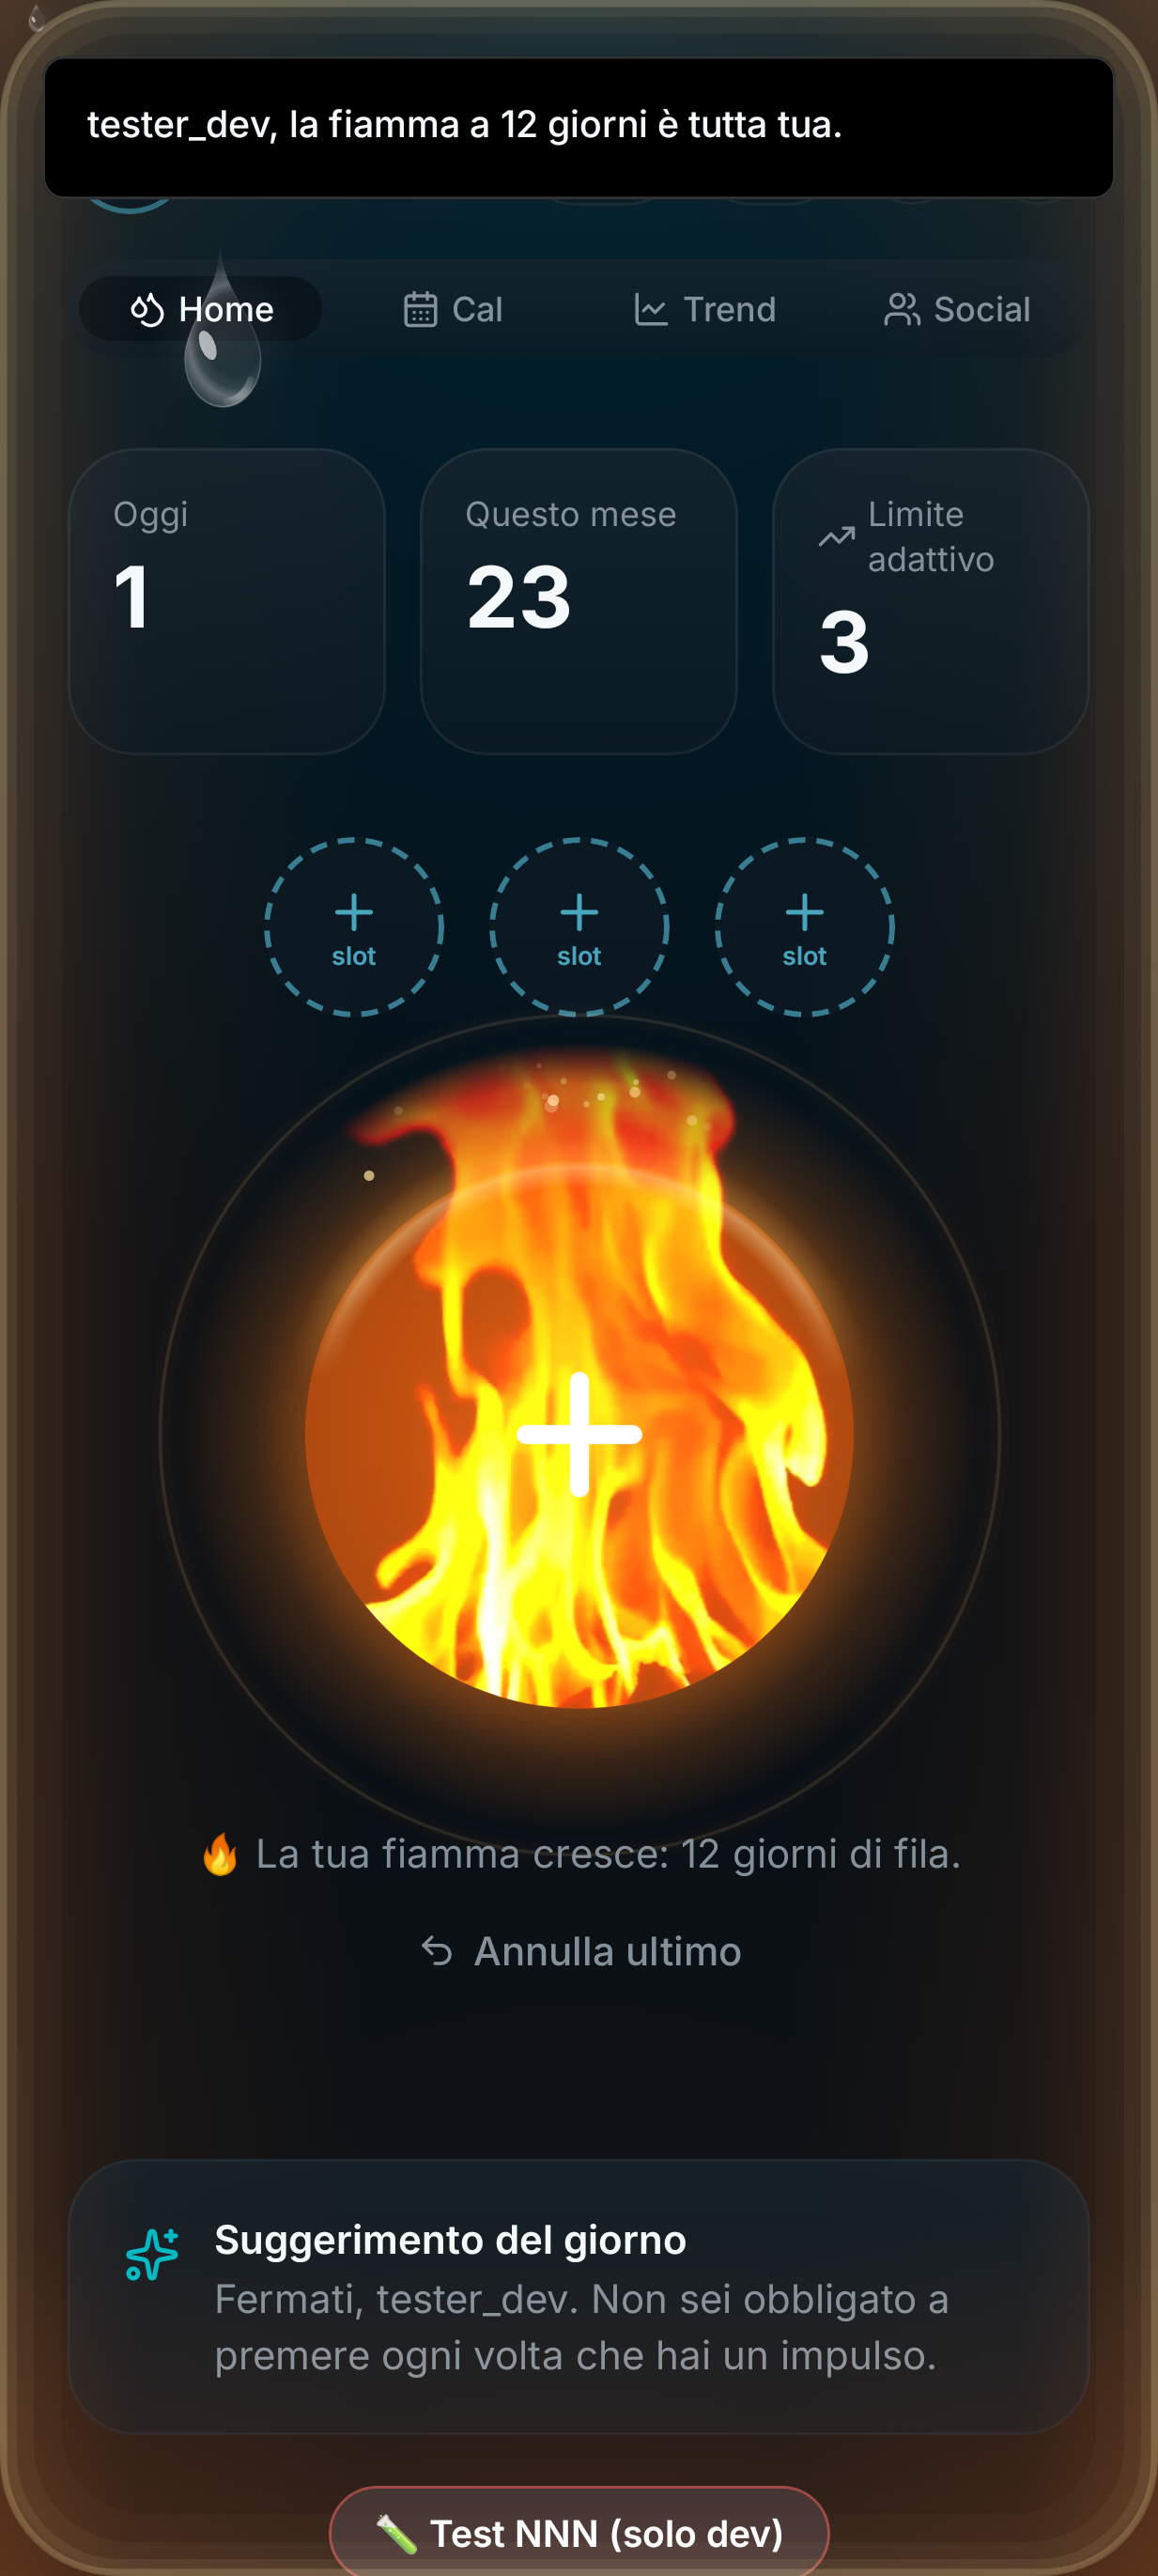 tester_dev, la fiamma a 12 giorni è tutta tua.
Home
Cal
Trend
Social
Oggi
1
Questo mese
23
Limite
adattivo
3
slot
slot
slot
🔥 La tua fiamma cresce: 12 giorni di fila.
Annulla ultimo
Suggerimento del giorno
Fermati, tester_dev. Non sei obbligato a
premere ogni volta che hai un impulso.
🧪 Test NNN (solo dev)